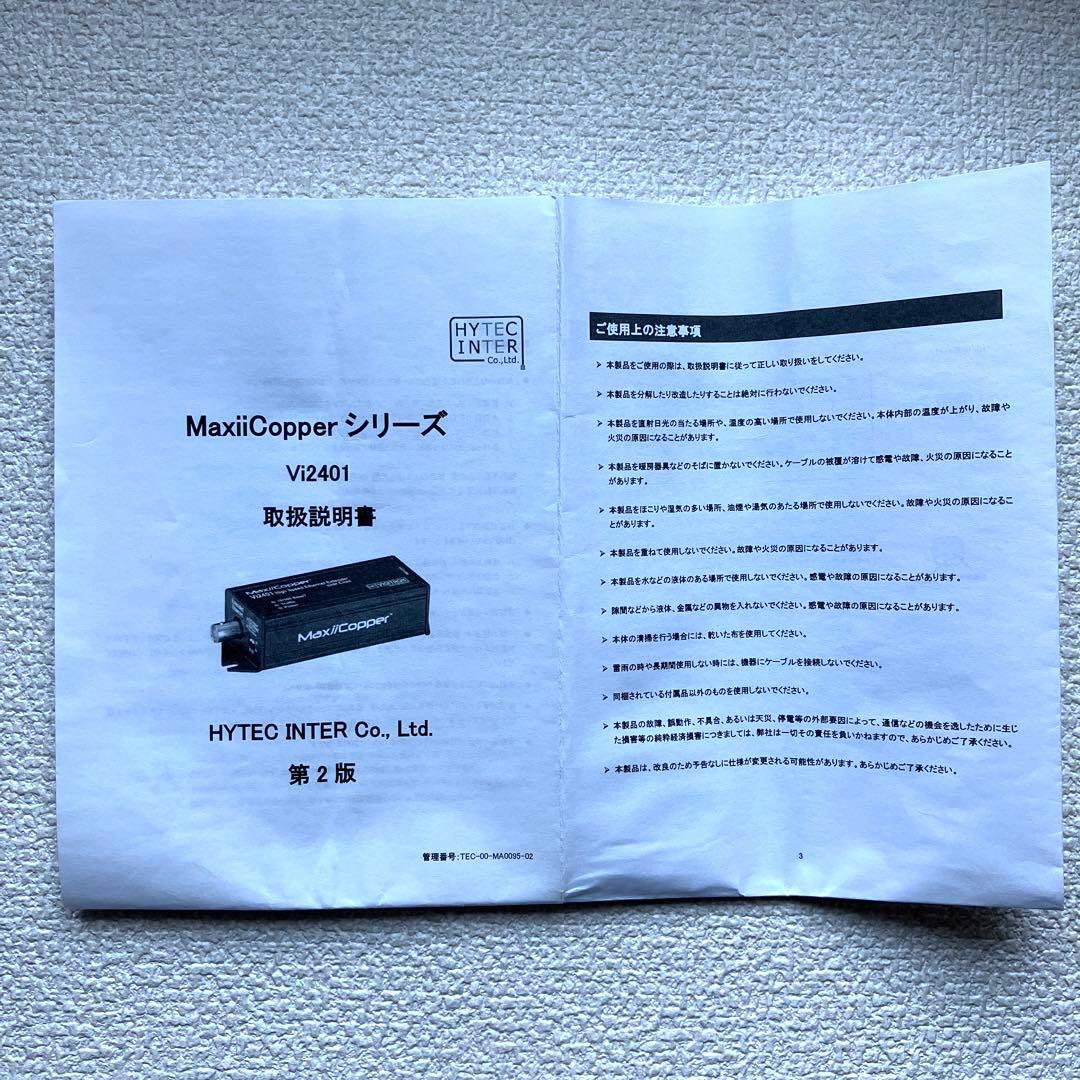 HYTEC
INTER
Co.,Ltd.
MaxiiCopper シリーズ
Vi2401
取扱説明書
MaxiiCopper
Vi2401 High Speed Ethernet Extender
MaxiiCopper
HYTEC INTER Co., Ltd.
第 2 版
管理番号:TEC-00-MA0095-02
ご使用上の注意事項
➢ 本製品をご使用の際は、取扱説明書に従って正しい取り扱いをしてください。
➢ 本製品を分解したり改造したりすることは絶対に行わないでください。
➢ 本製品を直射日光の当たる場所や、温度の高い場所で使用しないでください。本体内部の温度が上がり、故障や
火災の原因になることがあります。
➢ 本製品を暖房器具などのそばに置かないでください。ケーブルの被覆が溶けて感電や故障、火災の原因になること
があります。
➢ 本製品をほこりや湿気の多い場所、油煙や湯気のあたる場所で使用しないでください。故障や火災の原因になるこ
とがあります。
➢ 本製品を重ねて使用しないでください。故障や火災の原因になることがあります。
➢ 本製品を水などの液体のある場所で使用しないでください。感電や故障の原因になることがあります。
➢ 隙間などから液体、金属などの異物を入れないでください。感電や故障の原因になることがあります。
➢ 本体の清掃を行う場合には、乾いた布を使用してください。
➢ 雷雨の時や長期間使用しない時には、機器にケーブルを接続しないでください。
➢ 同梱されている付属品以外のものを使用しないでください。
➢ 本製品の故障、誤動作、不具合、あるいは天災、停電等の外部要因によって、通信などの機会を逸したために生じ
た損害等の純粋経済損害につきましては、弊社は一切その責任を負いかねますので、あらかじめご了承ください。
➢ 本製品は、改良のため予告なしに仕様が変更される可能性があります。あらかじめご了承ください。
3